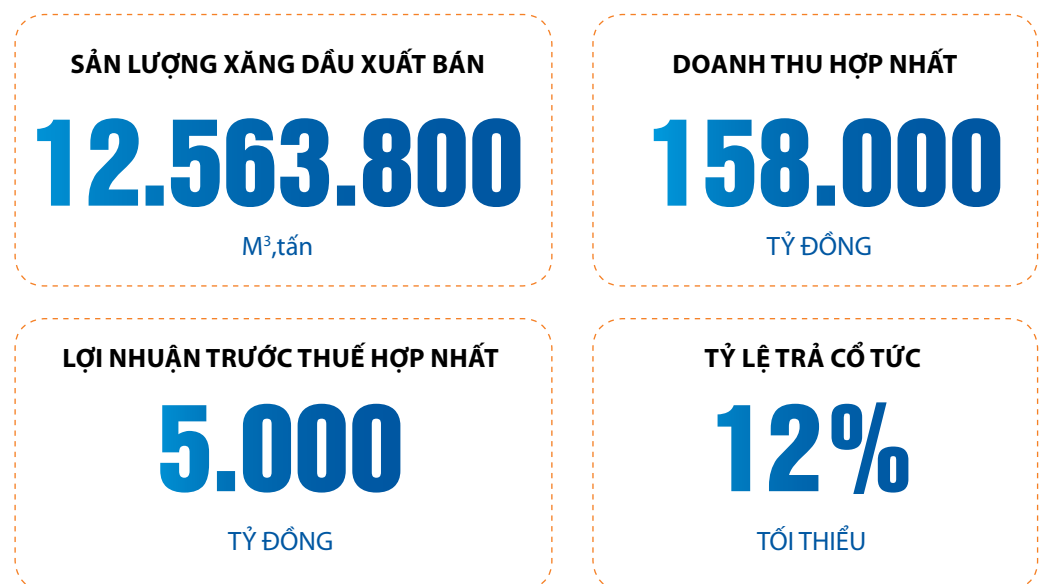 SẢN LƯỢNG XĂNG DẦU XUẤT BÁN
12.563.800
M³,tấn
DOANH THU HỢP NHẤT
158.000
TỶ ĐỒNG
LỢI NHUẬN TRƯỚC THUẾ HỢP NHẤT
5.000
TỶ ĐỒNG
TỶ LỆ TRẢ CỔ TỨC
12%
TỐI THIỂU